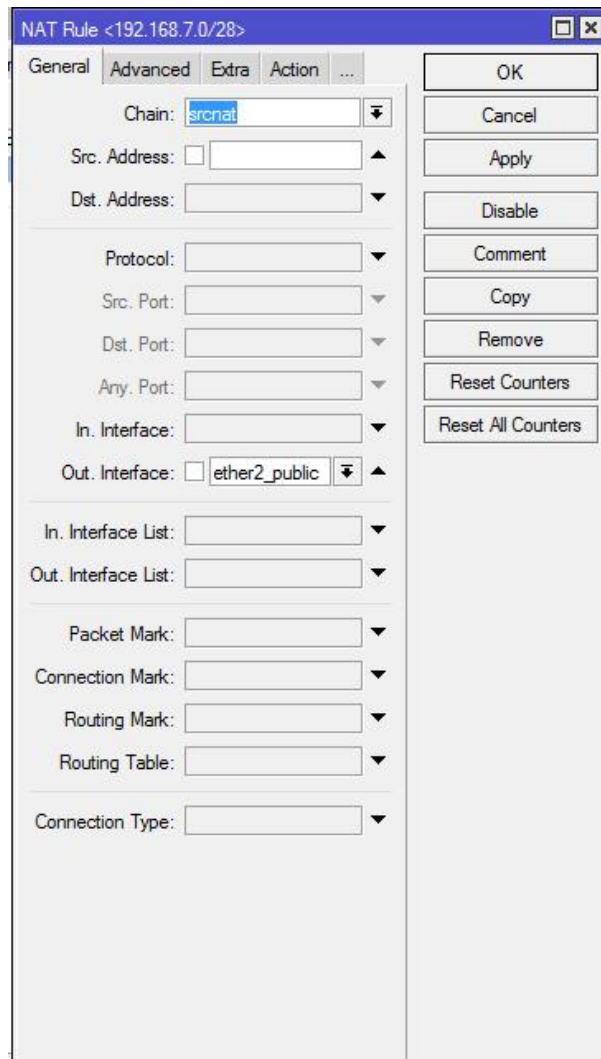 NAT Rule <192.168.7.0/28>
General Advanced Extra Action ...
Chain: srcnat
Src. Address:
Dst. Address:
Protocol:
Src. Port:
Dst. Port:
Any. Port:
In. Interface:
Out. Interface: ether2_public
In. Interface List:
Out. Interface List:
Packet Mark:
Connection Mark:
Routing Mark:
Routing Table:
Connection Type:
OK
Cancel
Apply
Disable
Comment
Copy
Remove
Reset Counters
Reset All Counters